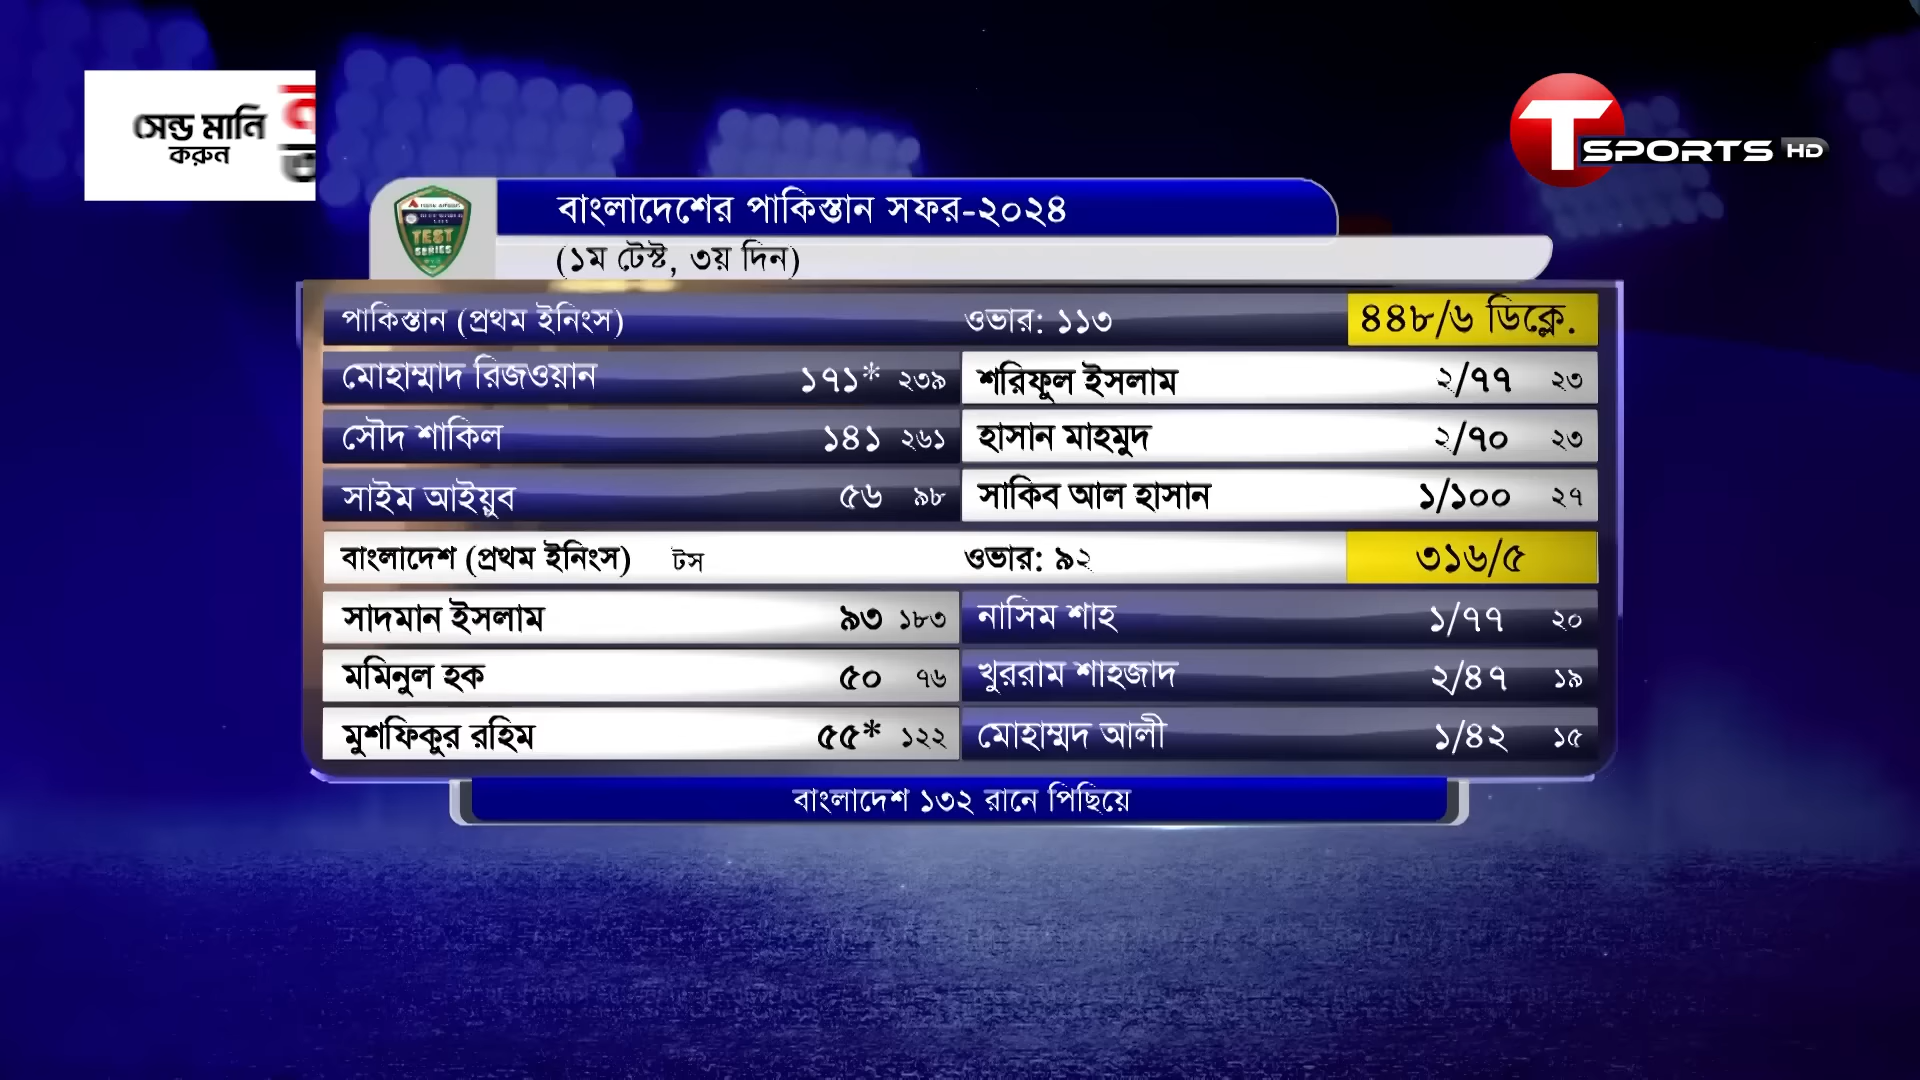 সেন্ড মানি
করুন
T SPORTS HD
TEST
SERIES
বাংলাদেশের পাকিস্তান সফর-২০২৪
(১ম টেস্ট, ৩য় দিন)
পাকিস্তান (প্রথম ইনিংস) ওভার: ১১৩ ৪৪৮/৬ ডিক্লে.
মোহাম্মাদ রিজওয়ান ১৭১* ২৩৯ শরিফুল ইসলাম ২/৭৭ ২৩
সৌদ শাকিল ১৪১ ২৬১ হাসান মাহমুদ ২/৭০ ২৩
সাইম আইয়ুব ৫৬ ৯৮ সাকিব আল হাসান ১/১০০ ২৭
বাংলাদেশ (প্রথম ইনিংস) টস ওভার: ৯২ ৩১৬/৫
সাদমান ইসলাম ৯৩ ১৮৩ নাসিম শাহ ১/৭৭ ২০
মমিনুল হক ৫০ ৭৬ খুররাম শাহজাদ ২/৪৭ ১৯
মুশফিকুর রহিম ৫৫* ১২২ মোহাম্মদ আলী ১/৪২ ১৫
বাংলাদেশ ১৩২ রানে পিছিয়ে